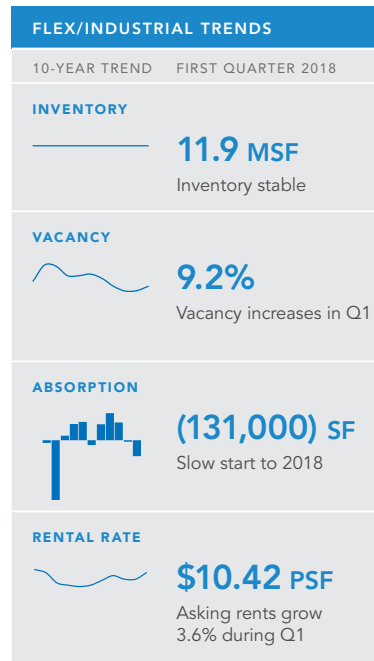 FLEX/INDUSTRIAL TRENDS
10-YEAR TREND FIRST QUARTER 2018
INVENTORY
11.9 MSF
Inventory stable
VACANCY
9.2%
Vacancy increases in Q1
ABSORPTION
(131,000) SF
Slow start to 2018
RENTAL RATE
$10.42 PSF
Asking rents grow
3.6% during Q1